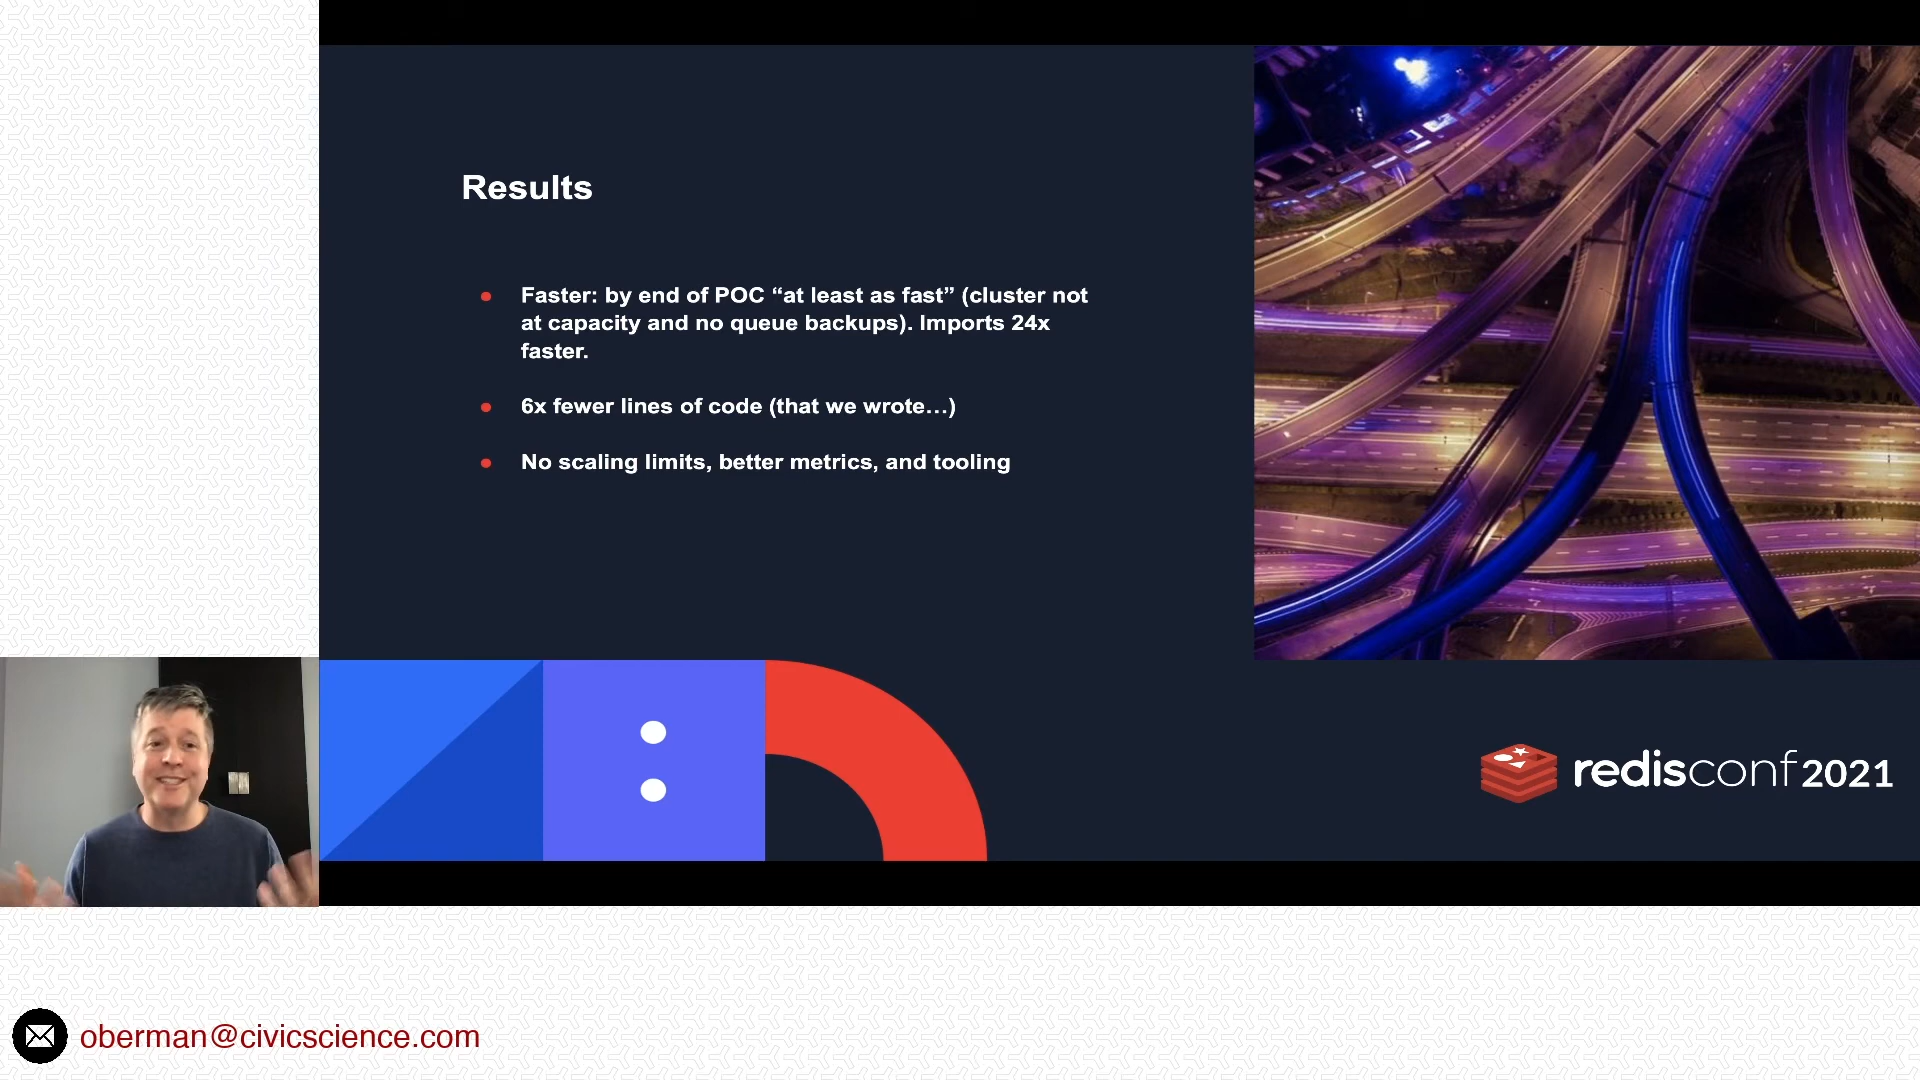 Results
Faster: by end of POC “at least as fast” (cluster not
at capacity and no queue backups). Imports 24x
faster.
6x fewer lines of code (that we wrote…)
No scaling limits, better metrics, and tooling
redisconf 2021
oberman@civicscience.com